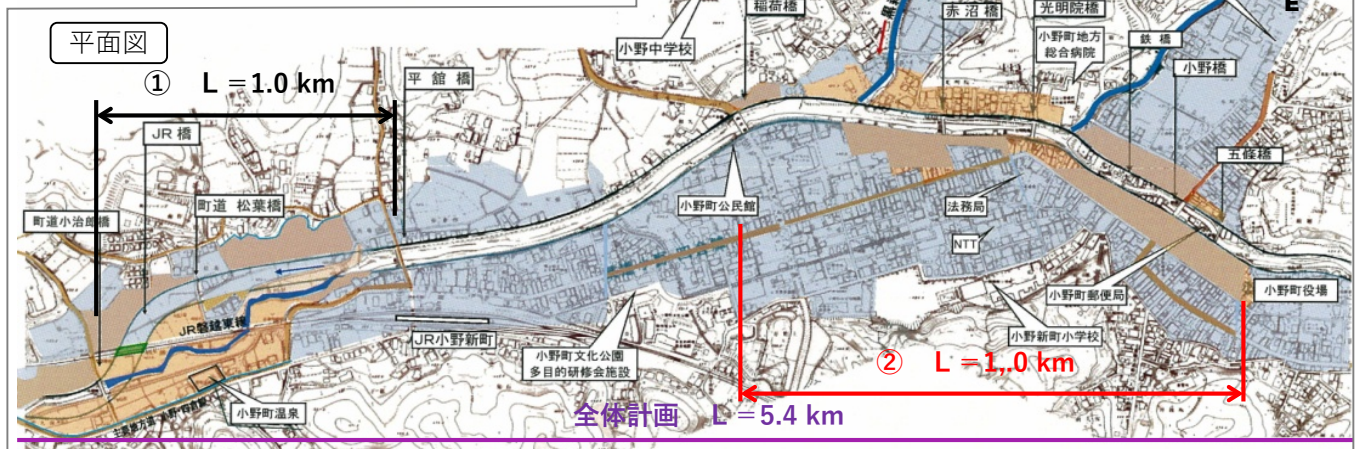 平面図
① L＝1.0 km
JR橋
町道小治郎橋
町道 松葉橋
平 舘 橋
小野中学校
稲荷橋
赤 沼 橋
光明院橋
小野町地方
総合病院
鉄 橋
小野橋
E
五篠橋
小野町公民館
法務局
NTT
小野町郵便局
小野町役場
小野新町小学校
JR磐越東線
JR小野新町
小野町文化公園
多目的研修会施設
小野町温泉
② L＝1,.0 km
全体計画 L＝5.4 km